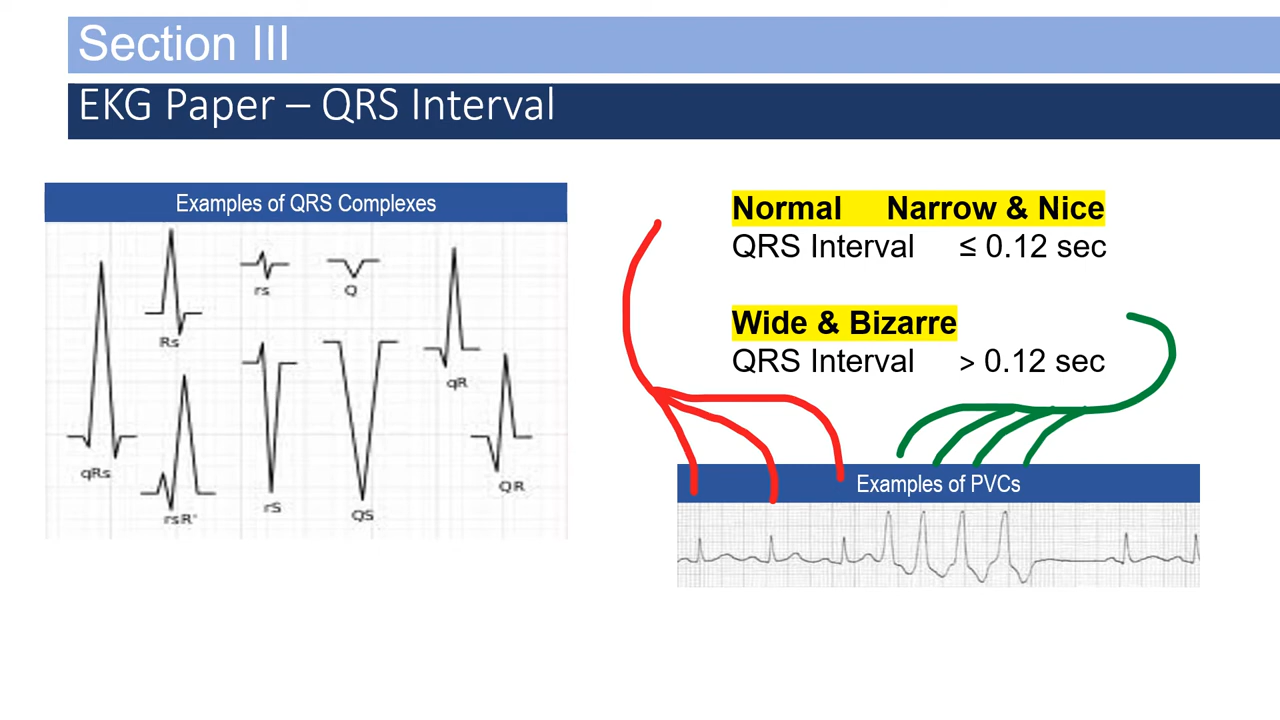 Section III
EKG Paper – QRS Interval
Examples of QRS Complexes
Rs
rs
Q
qR
qRs
rsR'
rS
QS
QR
Normal Narrow & Nice
QRS Interval ≤ 0.12 sec
Wide & Bizarre
QRS Interval > 0.12 sec
Examples of PVCs